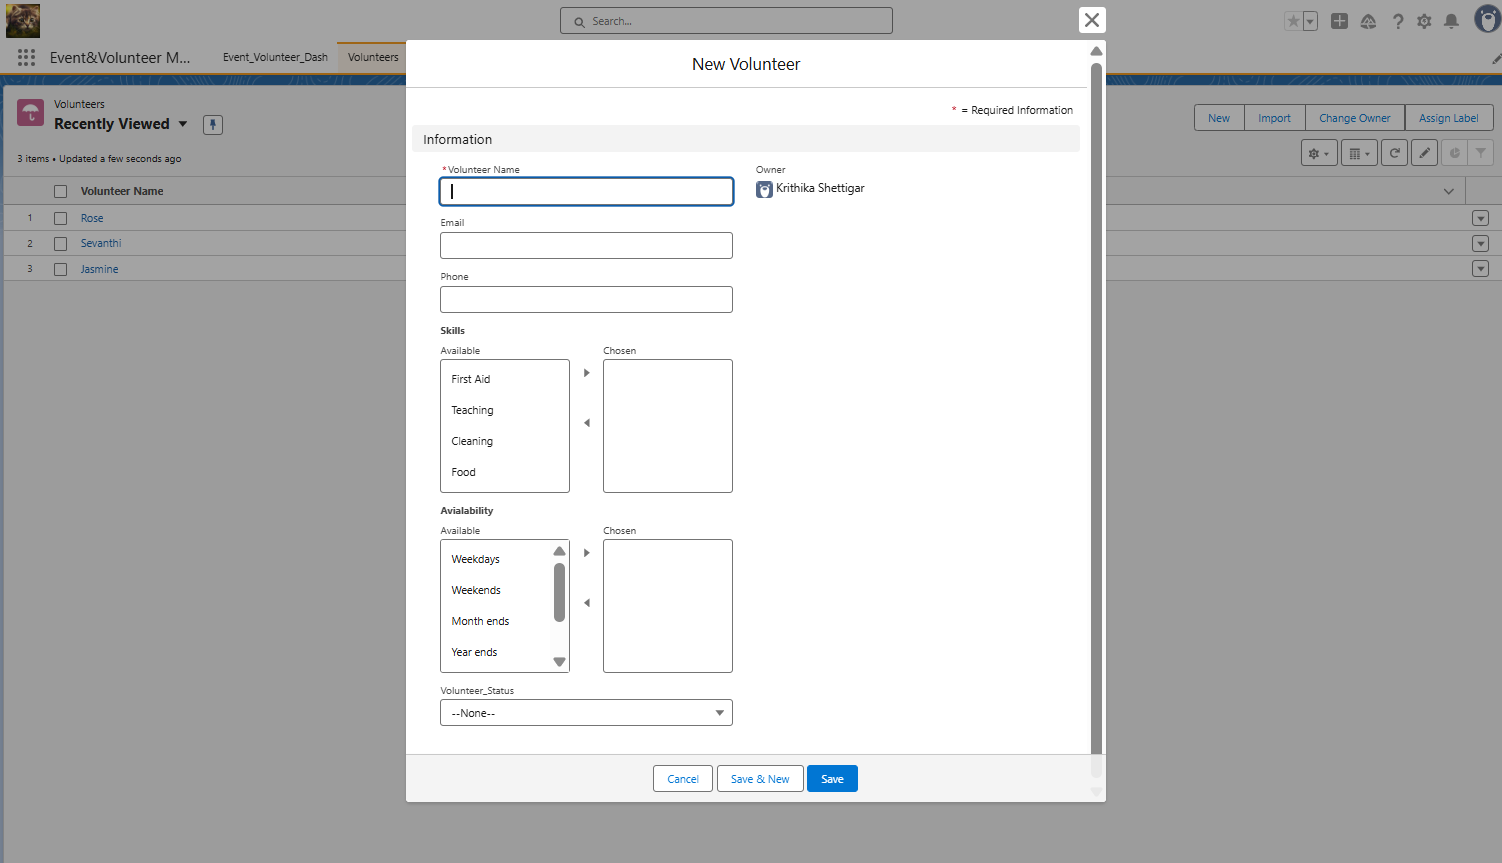 Search...
Event&Volunteer M...
Event_Volunteer_Dash
Volunteers
Volunteers
Recently Viewed
3 items • Updated a few seconds ago
New
Import
Change Owner
Assign Label
Volunteer Name
1 Rose
2 Sevanthi
3 Jasmine
New Volunteer
* = Required Information
Information
*Volunteer Name
Owner
Krithika Shettigar
Email
Phone
Skills
Available
Chosen
First Aid
Teaching
Cleaning
Food
Avialability
Available
Chosen
Weekdays
Weekends
Month ends
Year ends
Volunteer_Status
--None--
Cancel
Save & New
Save